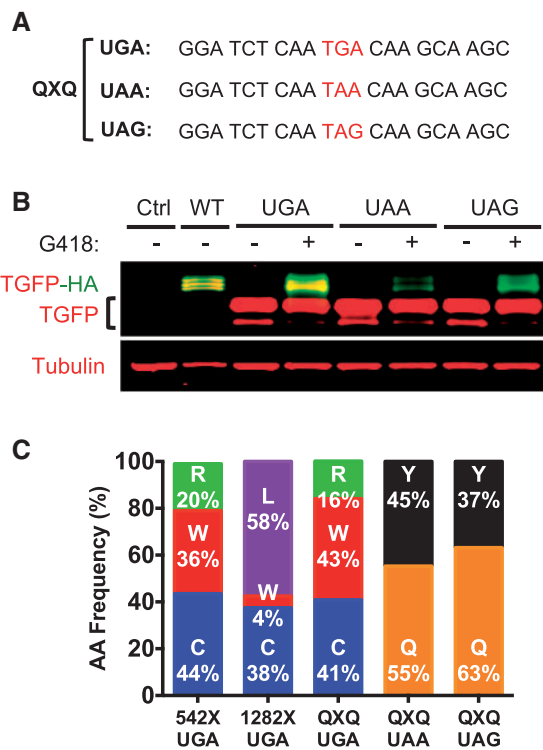 A
UGA: GGA TCT CAA TGA CAA GCA AGC
QXQ UAA: GGA TCT CAA TAA CAA GCA AGC
UAG: GGA TCT CAA TAG CAA GCA AGC
B
Ctrl WT UGA UAA UAG
G418: - - - + - + - +
TGFP-HA
TGFP
Tubulin
C
AA Frequency (%)
100
80
60
40
20
0
R 20%
W 36%
C 44%
L 58%
W 4%
C 38%
R 16%
W 43%
C 41%
Y 45%
Q 55%
Y 37%
Q 63%
542X 1282X QXQ QXQ QXQ
UGA UGA UGA UAA UAG